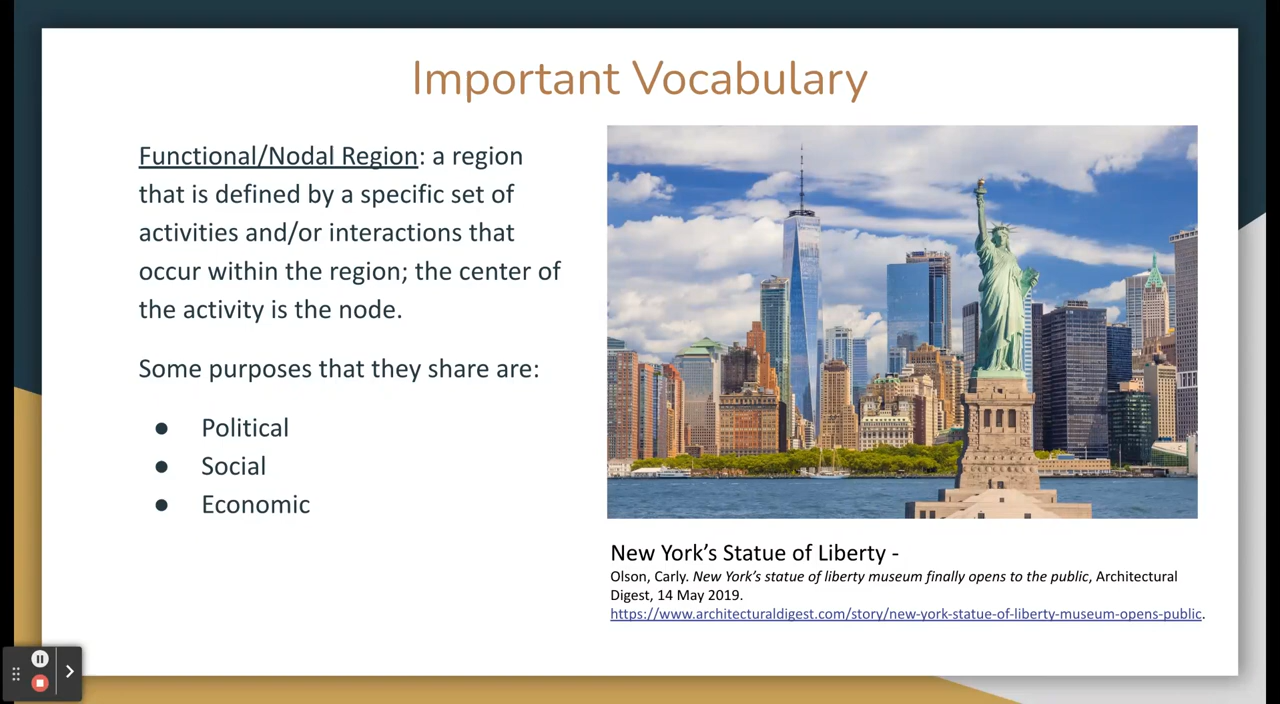 Important Vocabulary
Functional/Nodal Region: a region
that is defined by a specific set of
activities and/or interactions that
occur within the region; the center of
the activity is the node.
Some purposes that they share are:
● Political
● Social
● Economic
New York’s Statue of Liberty -
Olson, Carly. New York’s statue of liberty museum finally opens to the public, Architectural
Digest, 14 May 2019.
https://www.architecturaldigest.com/story/new-york-statue-of-liberty-museum-opens-public.